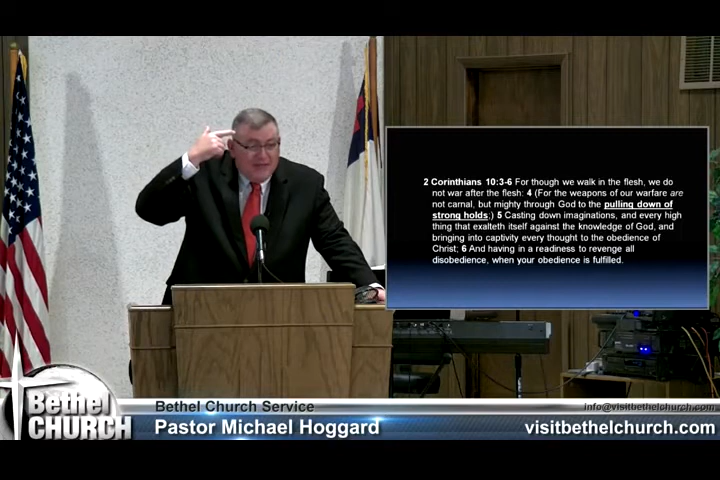 2 Corinthians 10:3-6 For though we walk in the flesh, we do
not war after the flesh: 4 (For the weapons of our warfare are
not carnal, but mighty through God to the pulling down of
strong holds;) 5 Casting down imaginations, and every high
thing that exalteth itself against the knowledge of God, and
bringing into captivity every thought to the obedience of
Christ; 6 And having in a readiness to revenge all
disobedience, when your obedience is fulfilled.
Bethel
CHURCH
Bethel Church Service
info@visitbethelchurch.com
Pastor Michael Hoggard
visitbethelchurch.com